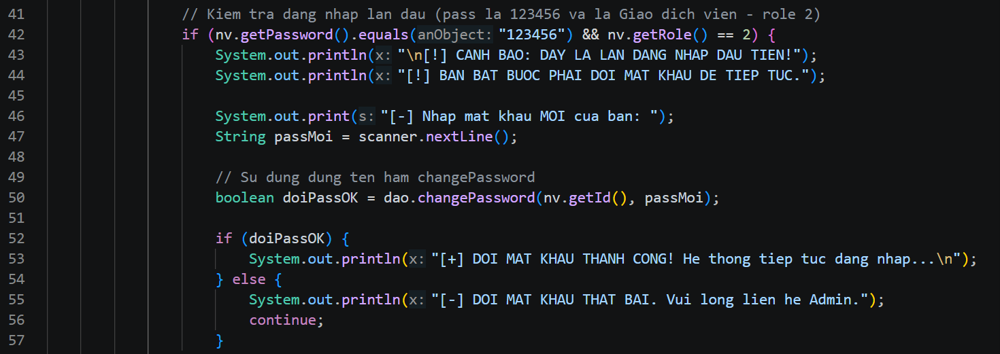 41 // Kiem tra dang nhap lan dau (pass la 123456 va la Giao dich vien - role 2)
42 if (nv.getPassword().equals(anObject: "123456") && nv.getRole() == 2) {
43 System.out.println(x: "\n[!] CANH BAO: DAY LA LAN DANG NHAP DAU TIEN!");
44 System.out.println(x: "[!] BAN BAT BUOC PHAI DOI MAT KHAU DE TIEP TUC.");
45
46 System.out.print(s: "[-] Nhap mat khau MOI cua ban: ");
47 String passMoi = scanner.nextLine();
48
49 // Su dung dung ten ham changePassword
50 boolean doiPassOK = dao.changePassword(nv.getId(), passMoi);
51
52 if (doiPassOK) {
53 System.out.println(x: "[+] DOI MAT KHAU THANH CONG! He thong tiep tuc dang nhap...\n");
54 } else {
55 System.out.println(x: "[-] DOI MAT KHAU THAT BAI. Vui long lien he Admin.");
56 continue;
57 }